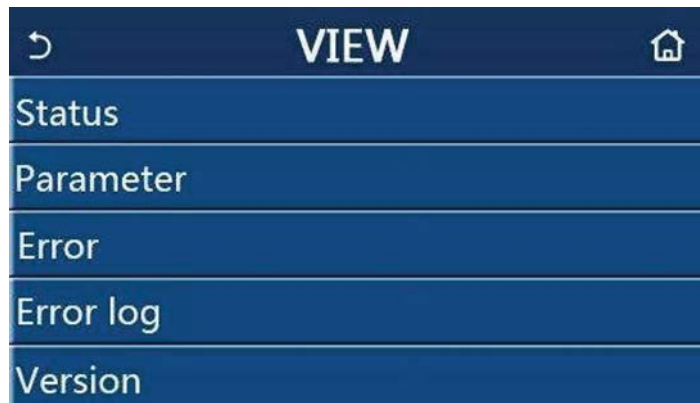 VIEW
Status
Parameter
Error
Error log
Version